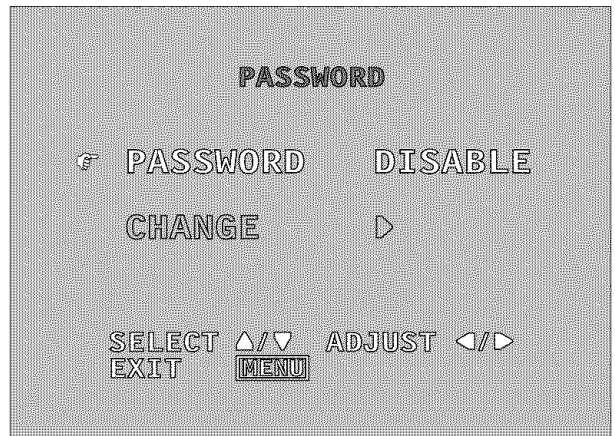 PASSWORD
PASSWORD DISABLE
CHANGE ▷
SELECT △/▽ ADJUST ◁/▷
EXIT MENU